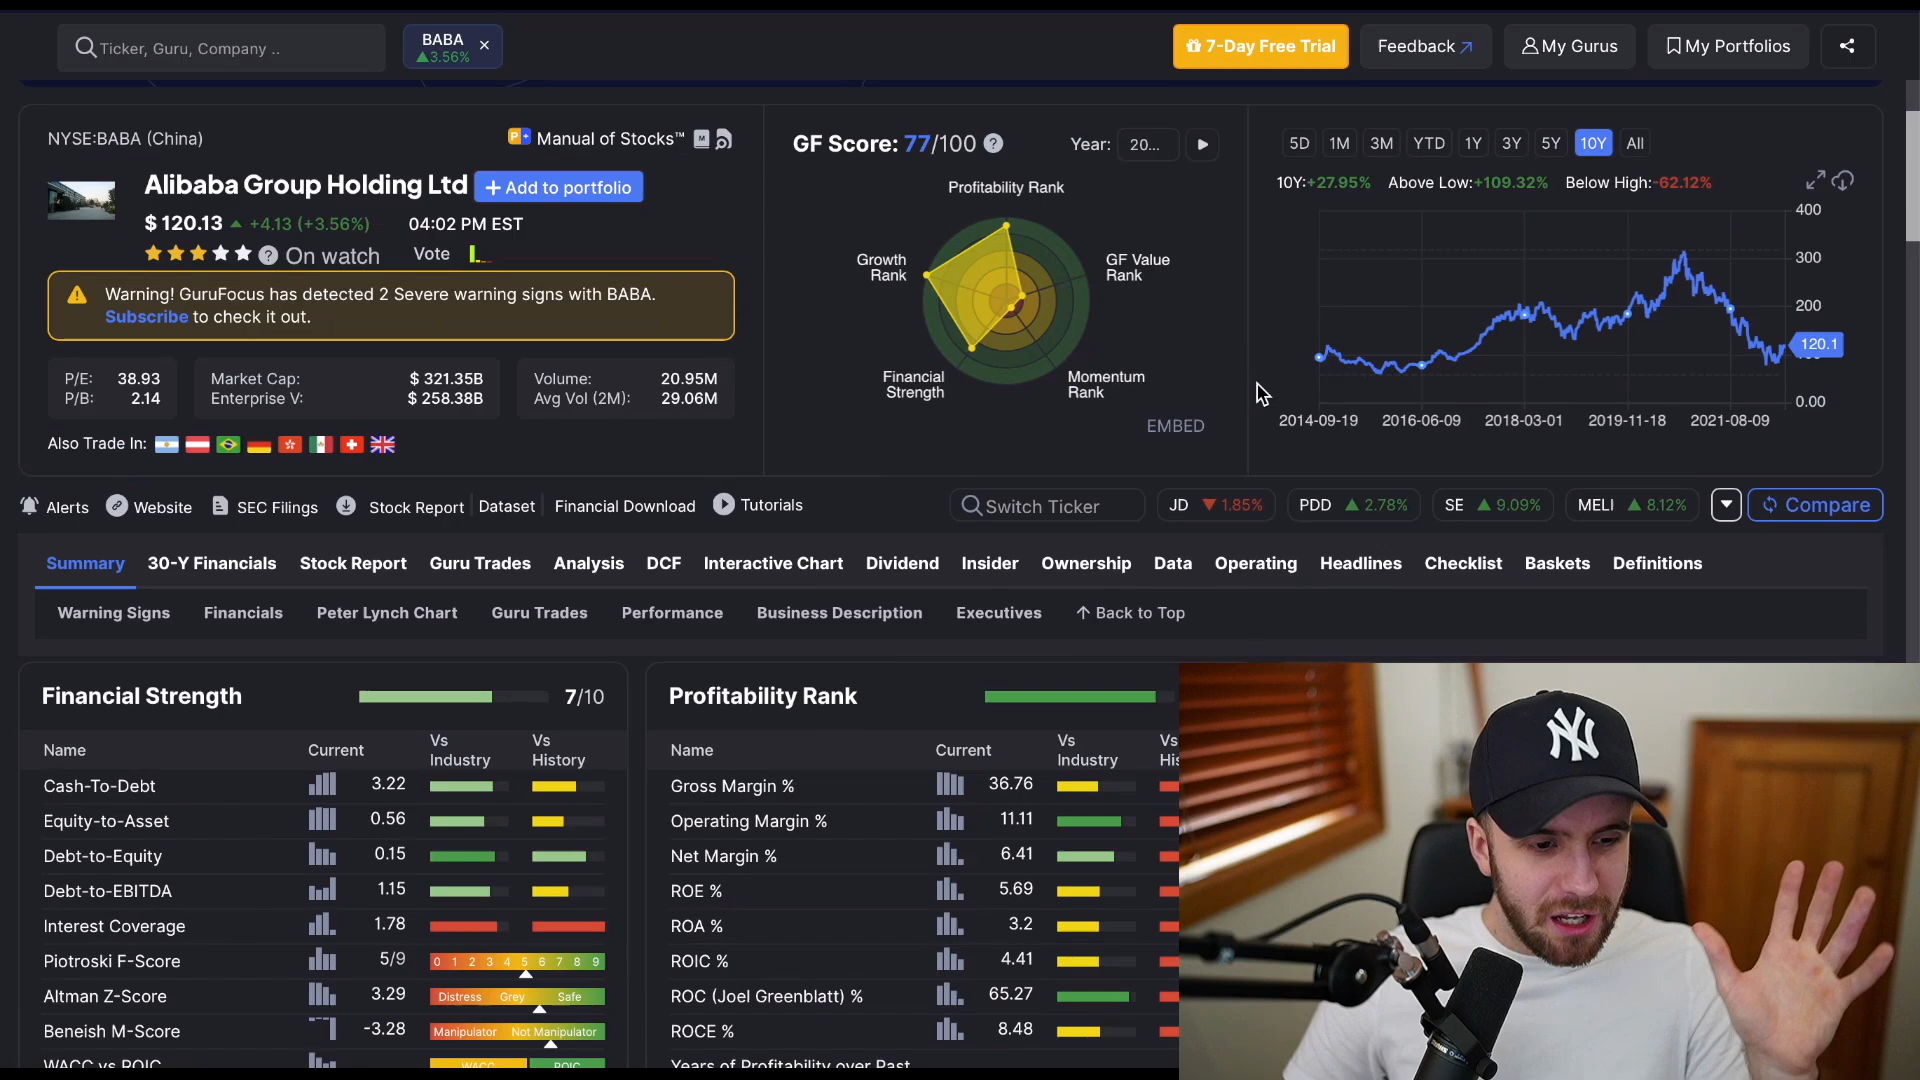 Ticker, Guru, Company ..
BABA
▲3.56%
×
7-Day Free Trial
Feedback ↗
My Gurus
My Portfolios
NYSE:BABA (China)
P+ Manual of Stocks™
Alibaba Group Holding Ltd
+ Add to portfolio
$ 120.13 ▲ +4.13 (+3.56%) 04:02 PM EST
? On watch Vote
Warning! GuruFocus has detected 2 Severe warning signs with BABA.
Subscribe to check it out.
P/E: 38.93
P/B: 2.14
Market Cap: $ 321.35B
Enterprise V: $ 258.38B
Volume: 20.95M
Avg Vol (2M): 29.06M
Also Trade In:
GF Score: 77/100 ?
Year: 20...
Profitability Rank
Growth Rank
GF Value Rank
Financial Strength
Momentum Rank
EMBED
5D 1M 3M YTD 1Y 3Y 5Y 10Y All
10Y:+27.95% Above Low:+109.32% Below High:-62.12%
400
300
200
120.1
0.00
2014-09-19 2016-06-09 2018-03-01 2019-11-18 2021-08-09
Alerts Website SEC Filings Stock Report Dataset Financial Download Tutorials
Switch Ticker
JD ▼ 1.85%
PDD ▲ 2.78%
SE ▲ 9.09%
MELI ▲ 8.12%
Compare
Summary 30-Y Financials Stock Report Guru Trades Analysis DCF Interactive Chart Dividend Insider Ownership Data Operating Headlines Checklist Baskets Definitions
Warning Signs Financials Peter Lynch Chart Guru Trades Performance Business Description Executives ↑ Back to Top
Financial Strength 7/10
Name Current Vs Industry Vs History
Cash-To-Debt 3.22
Equity-to-Asset 0.56
Debt-to-Equity 0.15
Debt-to-EBITDA 1.15
Interest Coverage 1.78
Piotroski F-Score 5/9 0 1 2 3 4 5 6 7 8 9
Altman Z-Score 3.29 Distress Grey Safe
Beneish M-Score -3.28 Manipulator Not Manipulator
WACC vs ROIC WACC ROIC
Profitability Rank
Name Current Vs Industry Vs His
Gross Margin % 36.76
Operating Margin % 11.11
Net Margin % 6.41
ROE % 5.69
ROA % 3.2
ROIC % 4.41
ROC (Joel Greenblatt) % 65.27
ROCE % 8.48
Years of Profitability over Past
NY